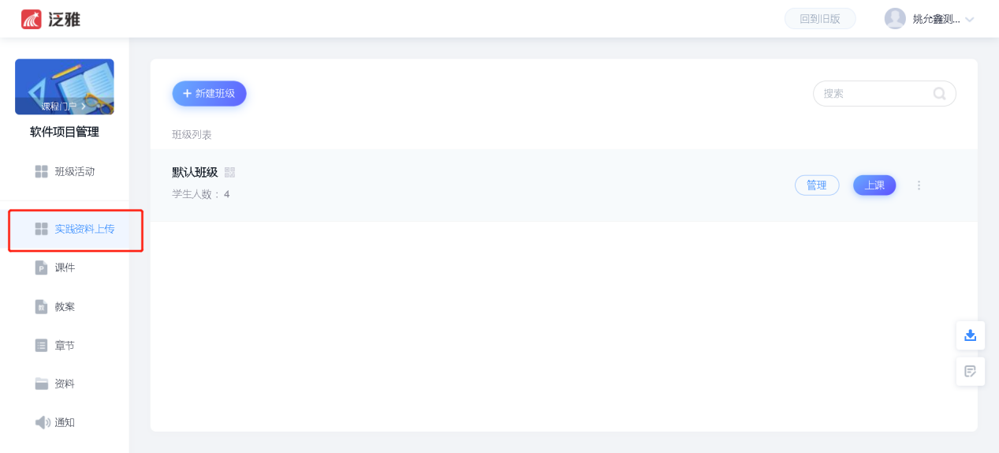 泛雅
回到旧版
姚允鑫测...
课程门户
软件项目管理
班级活动
实践资料上传
课件
教案
章节
资料
通知
+ 新建班级
搜索
班级列表
默认班级
学生人数：4
管理
上课